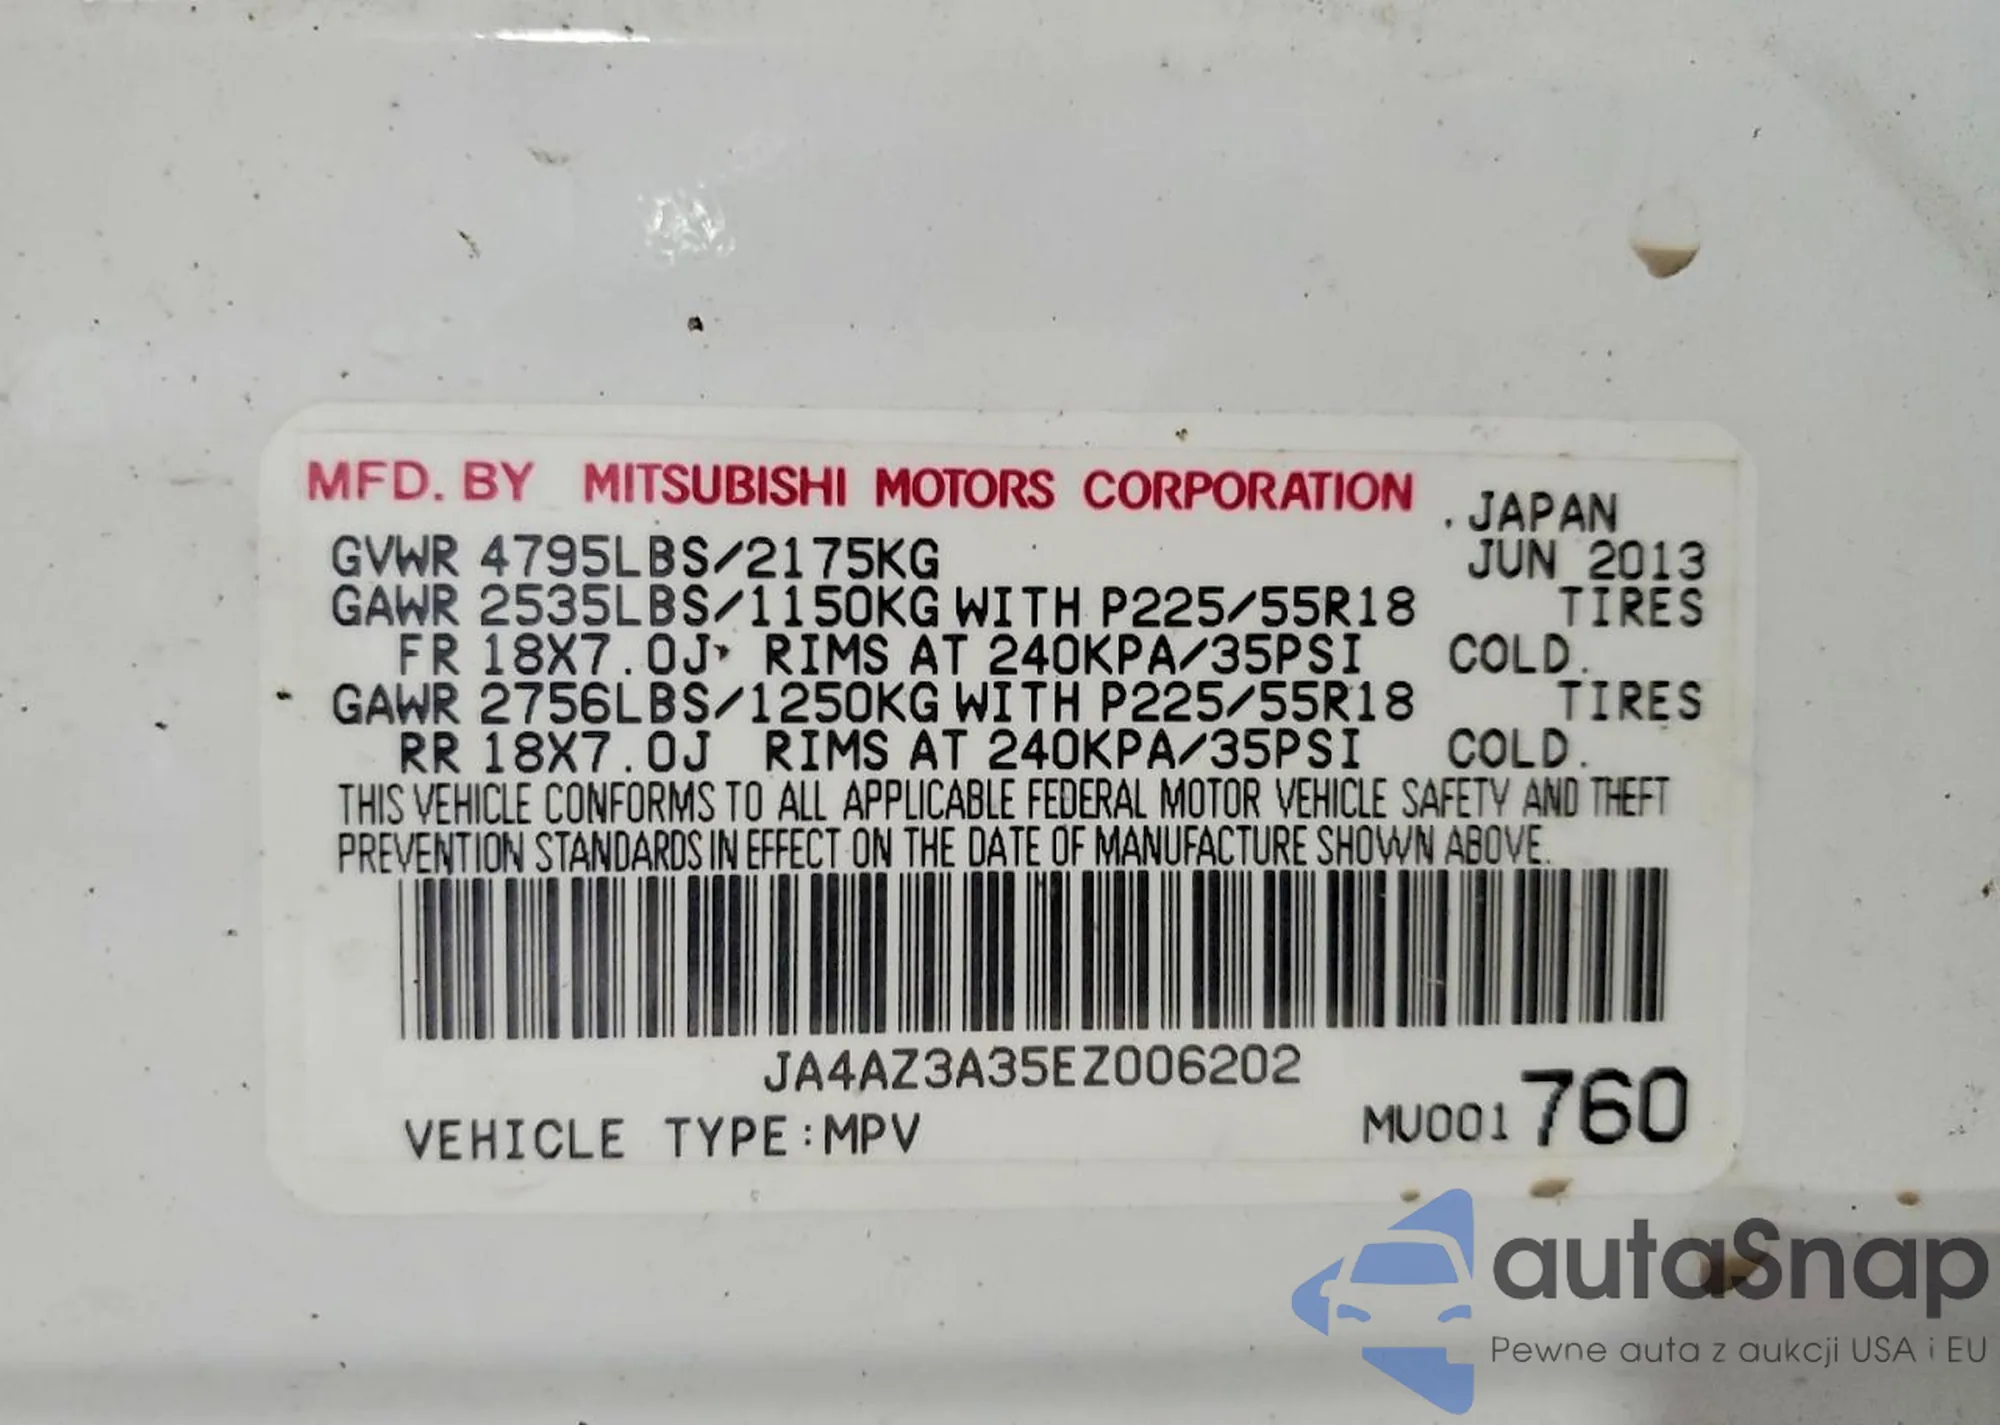 MFD. BY MITSUBISHI MOTORS CORPORATION
.JAPAN
GVWR 4795LBS/2175KG JUN 2013
GAWR 2535LBS/1150KG WITH P225/55R18 TIRES
FR 18X7.0J RIMS AT 240KPA/35PSI COLD.
GAWR 2756LBS/1250KG WITH P225/55R18 TIRES
RR 18X7.0J RIMS AT 240KPA/35PSI COLD.
THIS VEHICLE CONFORMS TO ALL APPLICABLE FEDERAL MOTOR VEHICLE SAFETY AND THEFT
PREVENTION STANDARDS IN EFFECT ON THE DATE OF MANUFACTURE SHOWN ABOVE.
JA4AZ3A35EZ006202
VEHICLE TYPE:MPV MU001760
autaSnap
Pewne auta z aukcji USA i EU